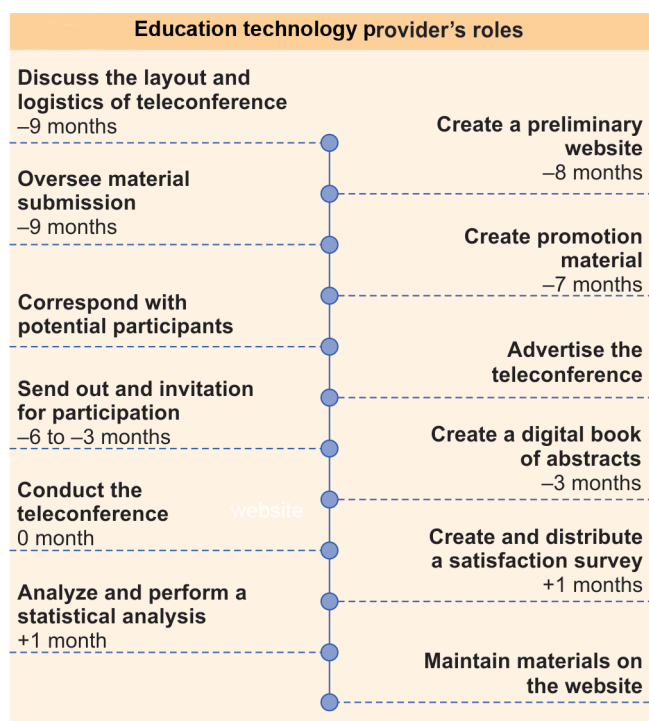 Education technology provider's roles
Discuss the layout and
logistics of teleconference
–9 months
Create a preliminary
website
–8 months
Oversee material
submission
–9 months
Create promotion
material
–7 months
Correspond with
potential participants
Advertise the
teleconference
Send out and invitation
for participation
–6 to –3 months
Create a digital book
of abstracts
–3 months
Conduct the
teleconference
0 month
website
Create and distribute
a satisfaction survey
+1 months
Analyze and perform a
statistical analysis
+1 month
Maintain materials on
the website